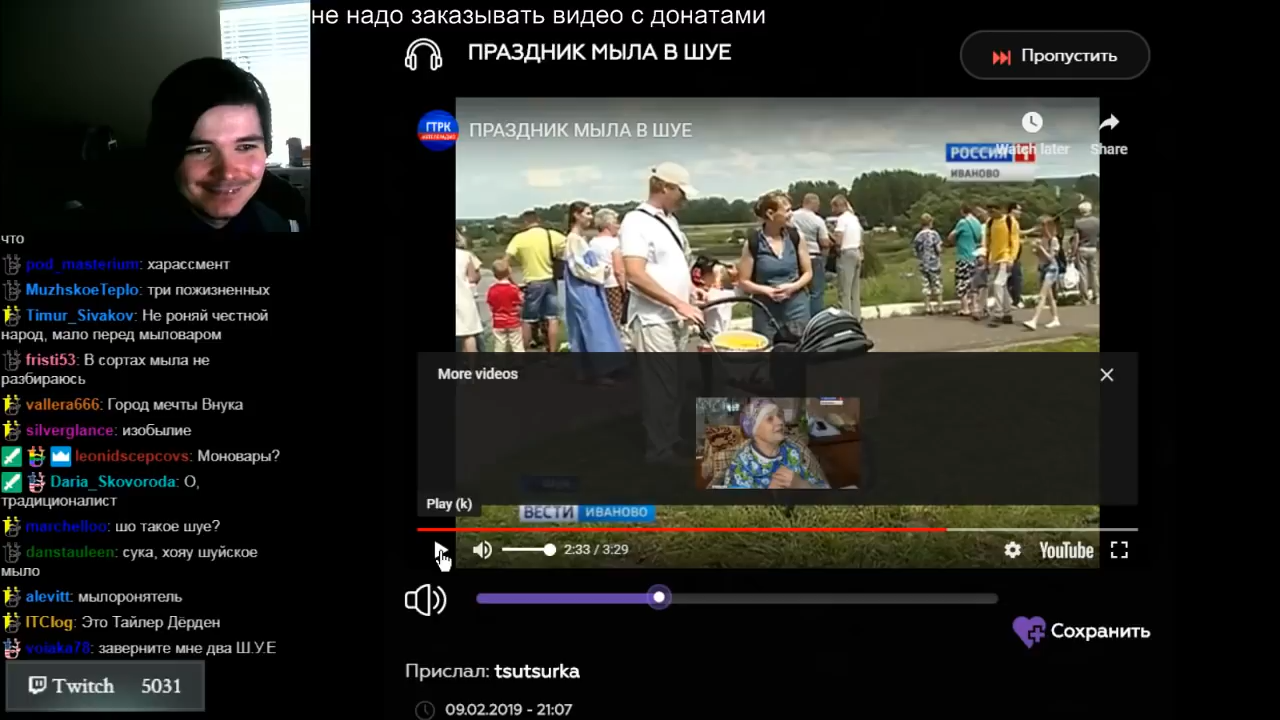 не надо заказывать видео с донатами
ПРАЗДНИК МЫЛА В ШУЕ
Пропустить
ГТРК
ПРАЗДНИК МЫЛА В ШУЕ
Watch later
Share
РОССИЯ 1
ИВАНОВО
что
pod_masterium: харассмент
MuzhskoeTeplo: три пожизненных
Timur_Sivakov: Не роняй честной
народ, мало перед мыловаром
fristi53: В сортах мыла не
разбираюсь
vallera666: Город мечты Внука
silverglance: изобылие
leonidscepcovs: Моновары?
Daria_Skovoroda: О,
традиционалист
marchelloo: шо такое шуе?
danstauleen: сука, хояу шуйское
мыло
alevitt: мылоронятель
ITClog: Это Тайлер Дёрден
voiaka78: заверните мне два Ш.У.Е
More videos
Play (k)
ВЕСТИ ИВАНОВО
2:33 / 3:29
YouTube
Сохранить
Прислал: tsutsurka
09.02.2019 - 21:07
Twitch 5031